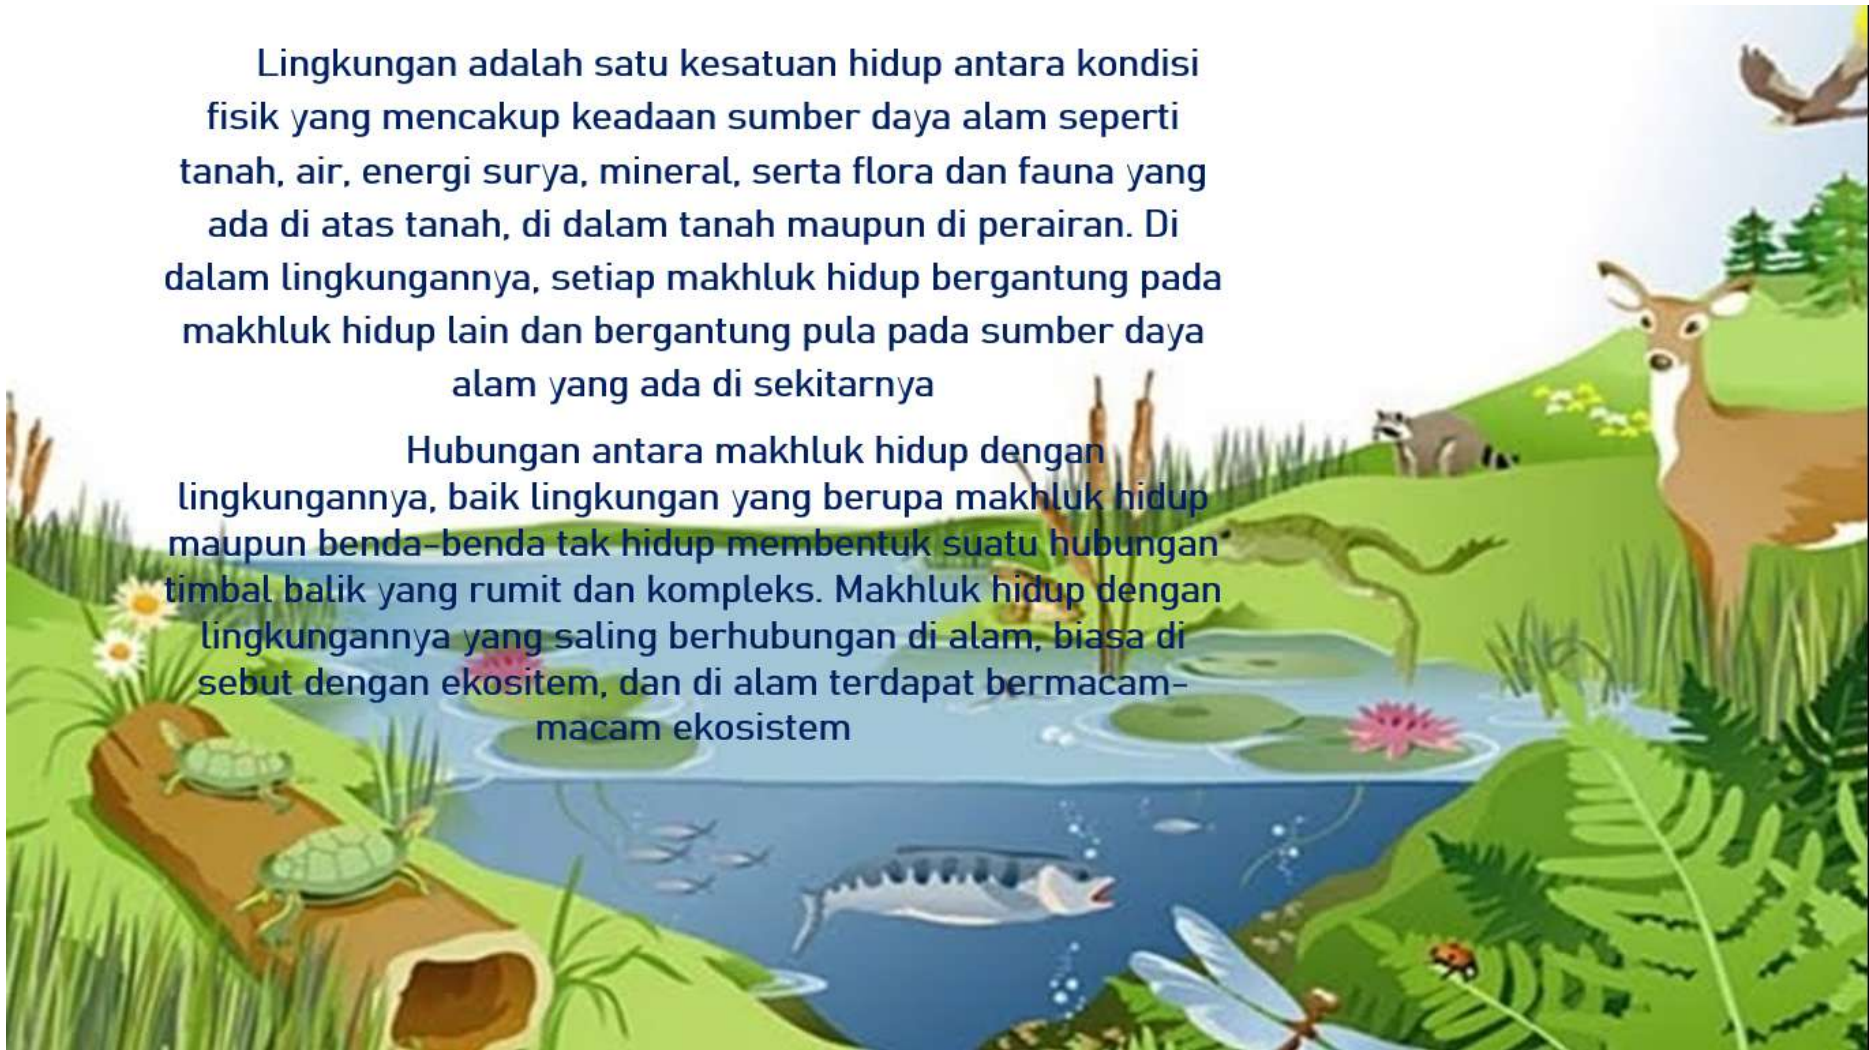 Lingkungan adalah satu kesatuan hidup antara kondisi
fisik yang mencakup keadaan sumber daya alam seperti
tanah, air, energi surya, mineral, serta flora dan fauna yang
ada di atas tanah, di dalam tanah maupun di perairan. Di
dalam lingkungannya, setiap makhluk hidup bergantung pada
makhluk hidup lain dan bergantung pula pada sumber daya
alam yang ada di sekitarnya
Hubungan antara makhluk hidup dengan
lingkungannya, baik lingkungan yang berupa makhluk hidup
maupun benda-benda tak hidup membentuk suatu hubungan
timbal balik yang rumit dan kompleks. Makhluk hidup dengan
lingkungannya yang saling berhubungan di alam, biasa di
sebut dengan ekositem, dan di alam terdapat bermacam-
macam ekosistem